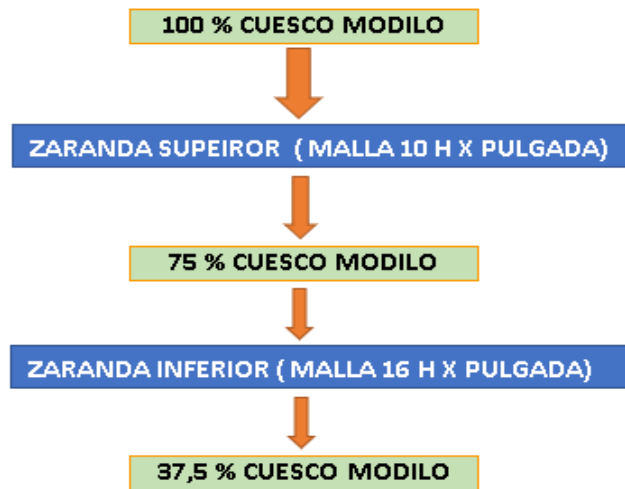 100 % CUESCO MODILO
ZARANDA SUPEIROR ( MALLA 10 H X PULGADA)
75 % CUESCO MODILO
ZARANDA INFERIOR ( MALLA 16 H X PULGADA)
37,5 % CUESCO MODILO